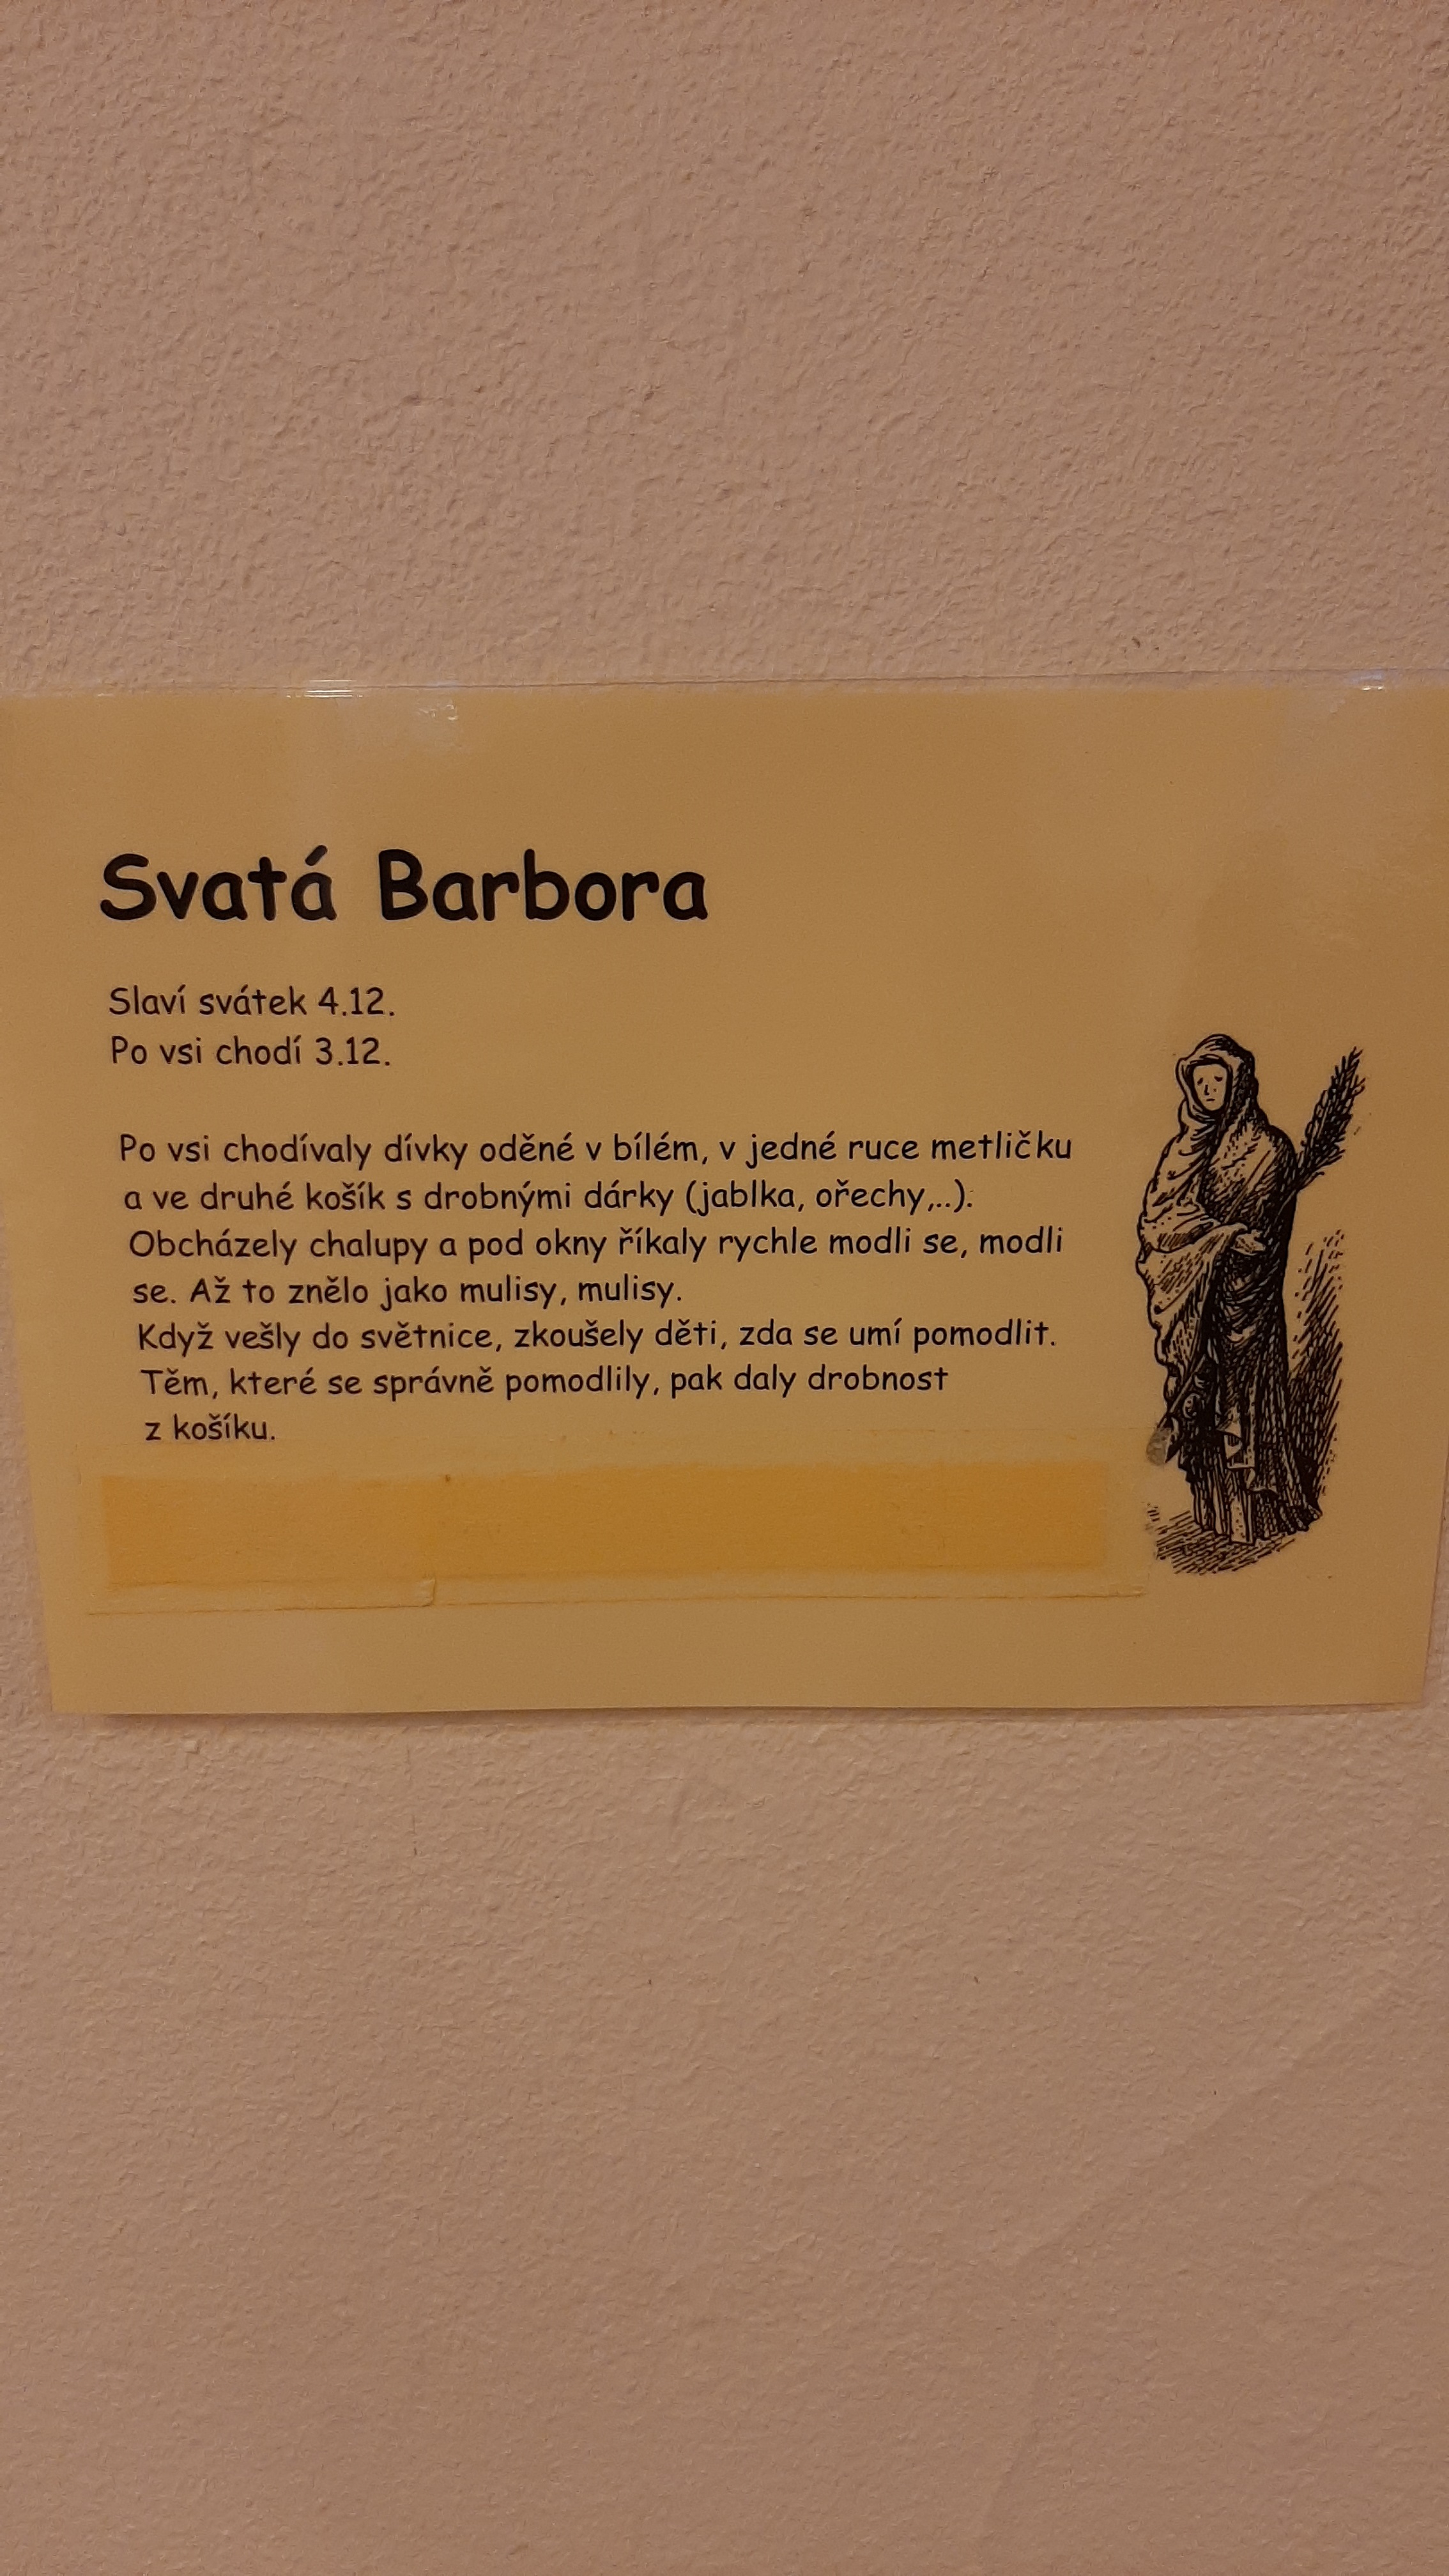 Svatá Barbora
Slaví svátek 4.12.
Po vsi chodí 3.12.
Po vsi chodívaly dívky oděné v bílém, v jedné ruce metličku
a ve druhé košík s drobnými dárky (jablka, ořechy,..).
Obcházely chalupy a pod okny říkaly rychle modli se, modli
se. Až to znělo jako mulisy, mulisy.
Když vešly do světnice, zkoušely děti, zda se umí pomodlit.
Těm, které se správně pomodlily, pak daly drobnost
z košíku.